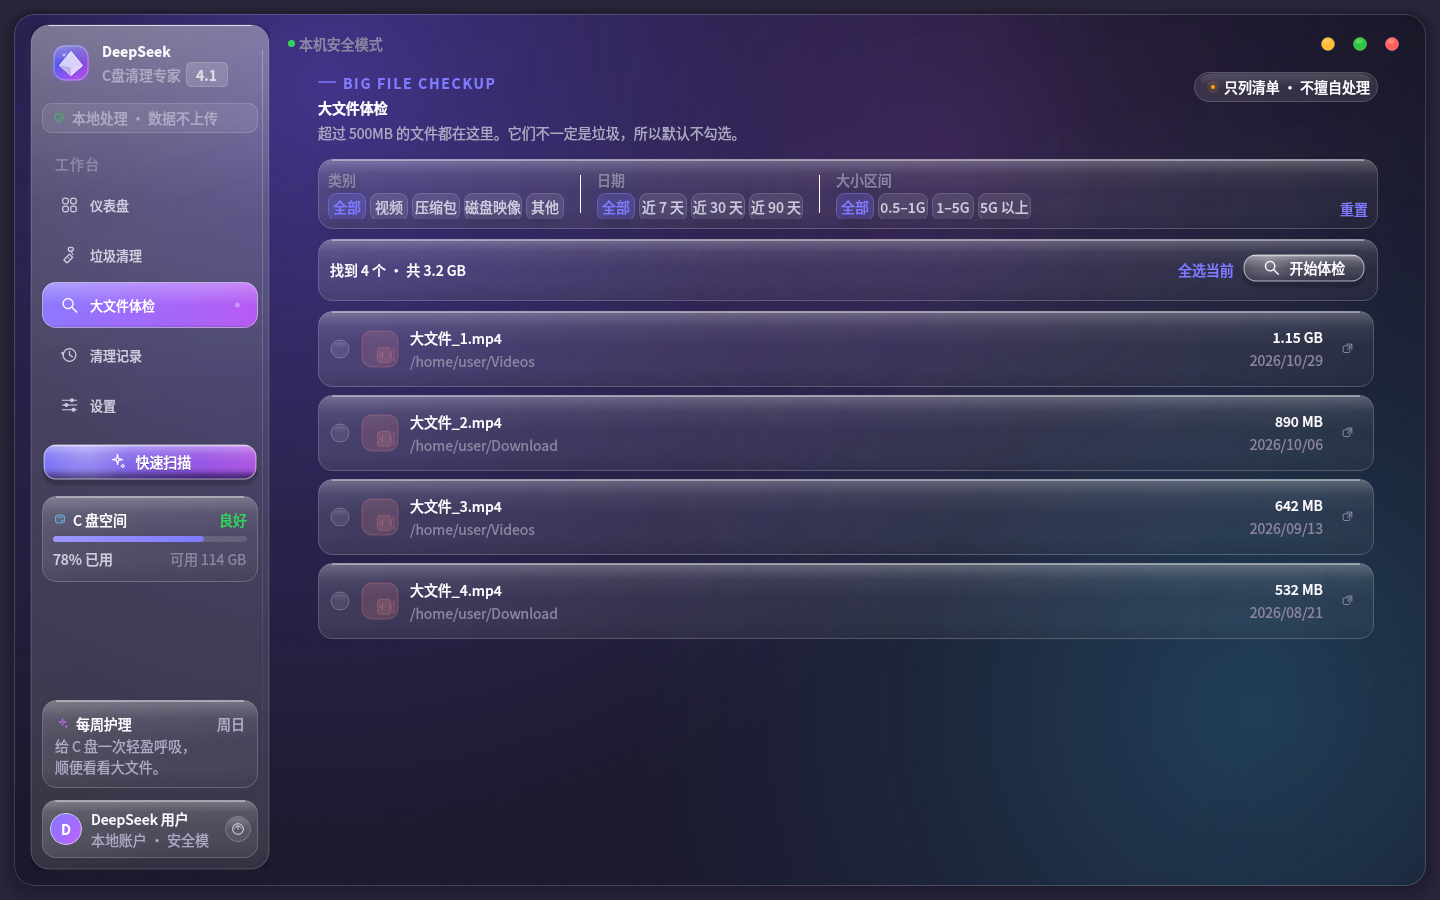 DeepSeek
C盘清理专家 4.1
本地处理 · 数据不上传
工作台
仪表盘
垃圾清理
大文件体检
清理记录
设置
快速扫描
C 盘空间 良好
78% 已用 可用 114 GB
每周护理 周日
给 C 盘一次轻盈呼吸，
顺便看看大文件。
D
DeepSeek 用户
本地账户 · 安全模
本机安全模式
BIG FILE CHECKUP
大文件体检
超过 500MB 的文件都在这里。它们不一定是垃圾，所以默认不勾选。
只列清单 · 不擅自处理
类别
全部 视频 压缩包 磁盘映像 其他
日期
全部 近 7 天 近 30 天 近 90 天
大小区间
全部 0.5–1G 1–5G 5G 以上
重置
找到 4 个 · 共 3.2 GB
全选当前 开始体检
大文件_1.mp4 1.15 GB
/home/user/Videos 2026/10/29
大文件_2.mp4 890 MB
/home/user/Download 2026/10/06
大文件_3.mp4 642 MB
/home/user/Videos 2026/09/13
大文件_4.mp4 532 MB
/home/user/Download 2026/08/21